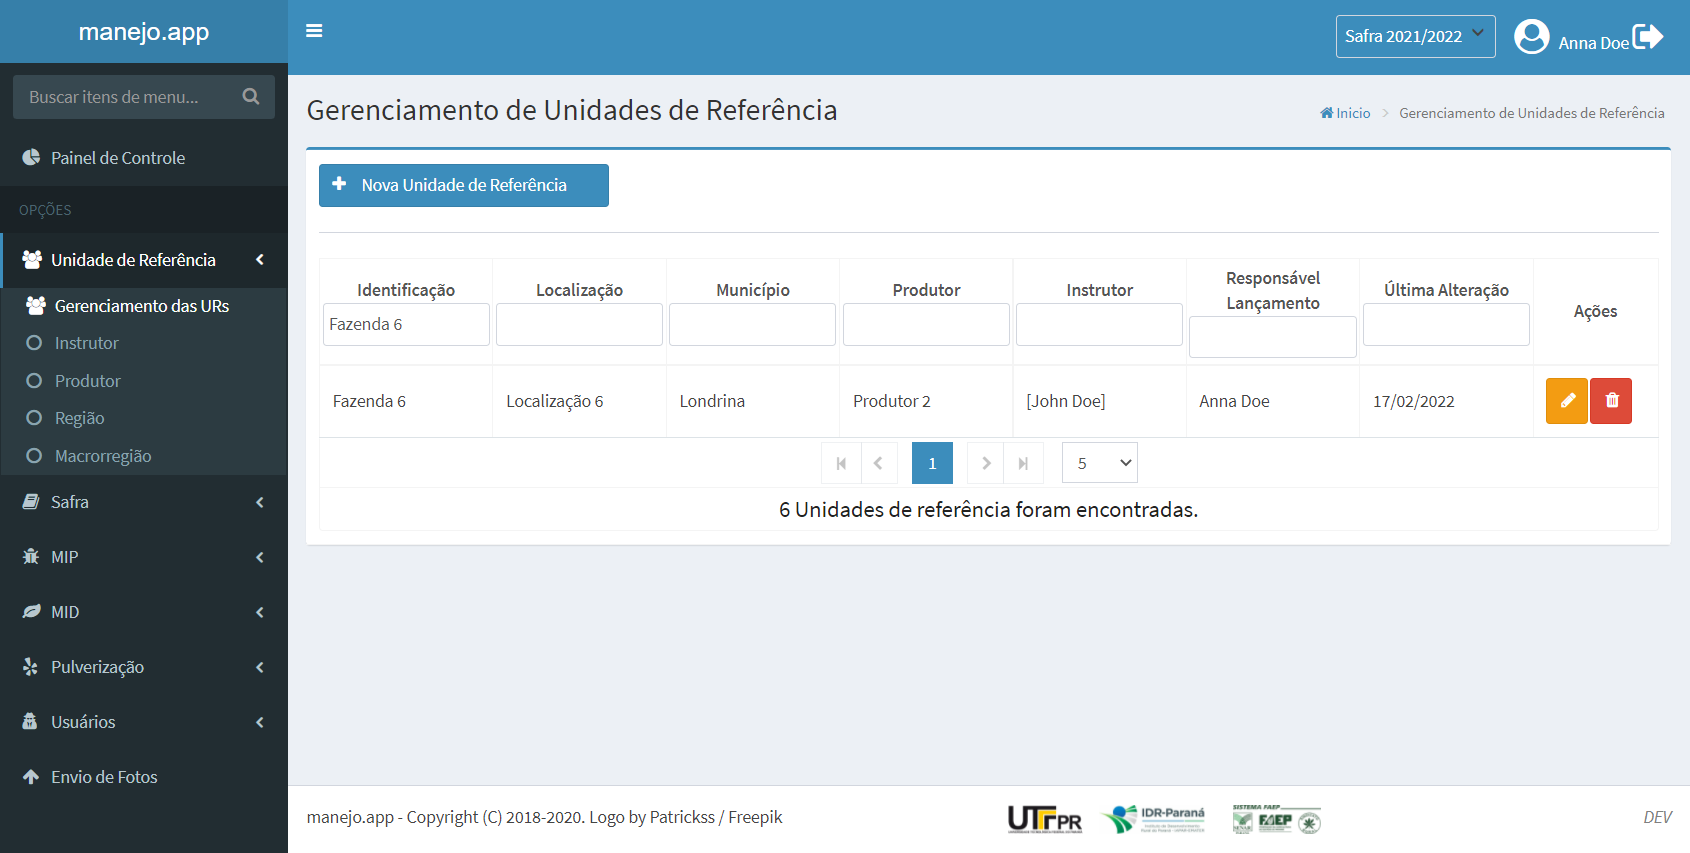 manejo.app
Safra 2021/2022
Anna Doe
Buscar itens de menu...
Painel de Controle
OPÇÕES
Unidade de Referência
Gerenciamento das URs
Instrutor
Produtor
Região
Macrorregião
Safra
MIP
MID
Pulverização
Usuários
Envio de Fotos
Gerenciamento de Unidades de Referência
Inicio > Gerenciamento de Unidades de Referência
Nova Unidade de Referência
Identificação Localização Município Produtor Instrutor Responsável Lançamento Última Alteração Ações
Fazenda 6
Fazenda 6 Localização 6 Londrina Produtor 2 [John Doe] Anna Doe 17/02/2022
1 5
6 Unidades de referência foram encontradas.
manejo.app - Copyright (C) 2018-2020. Logo by Patrickss / Freepik
UTFPR
IDR-Paraná
SISTEMA FAEP
SENAR FAEP
DEV